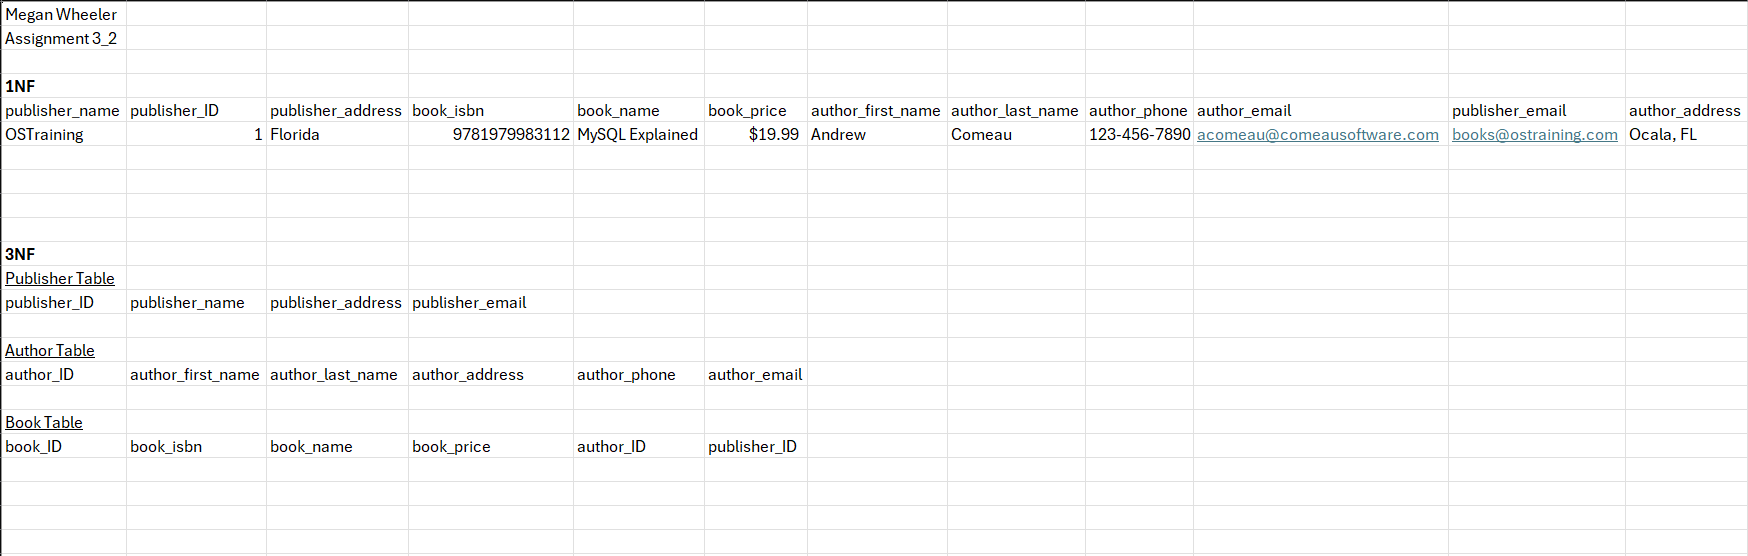 Megan Wheeler
Assignment 3_2
1NF
publisher_name publisher_ID publisher_address book_isbn book_name book_price author_first_name author_last_name author_phone author_email publisher_email author_address
OSTraining 1 Florida 9781979983112 MySQL Explained $19.99 Andrew Comeau 123-456-7890 acomeau@comeausoftware.com books@ostraining.com Ocala, FL
3NF
Publisher Table
publisher_ID publisher_name publisher_address publisher_email
Author Table
author_ID author_first_name author_last_name author_address author_phone author_email
Book Table
book_ID book_isbn book_name book_price author_ID publisher_ID